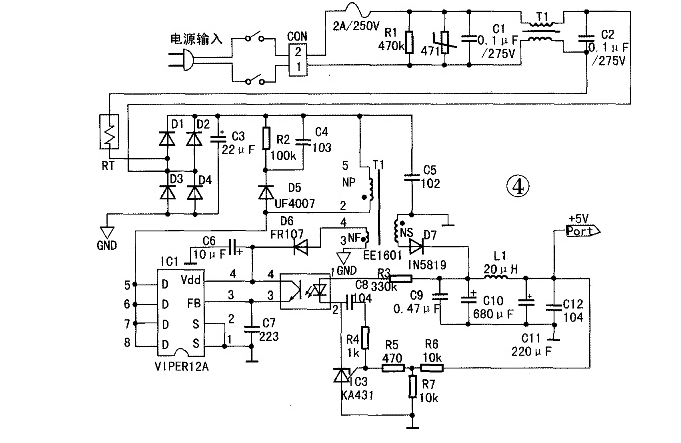 电源输入
CON
2
1
2A/250V
R1
470k
471
C1
0.1μF
/275V
T1
C2
0.1μF
/275V
RT
D1
D2
D3
D4
C3
22μF
R2
100k
C4
103
D5
UF4007
5
NP
2
T1
C5
102
④
GND
D6
FR107
4
NF
3
GND
EE1601
NS
D7
IN5819
+5V
Port
C6
10μF
IC1
5
6
7
8
D
D
D
D
Vdd
FB
S
S
4
3
2
1
VIPER12A
C7
223
4
3
1
2
C8
104
R3
330k
L1
20μH
C9
0.47μF
C10
680μF
C11
220μF
C12
104
R4
1k
IC3
KA431
R5
470
R6
10k
R7
10k